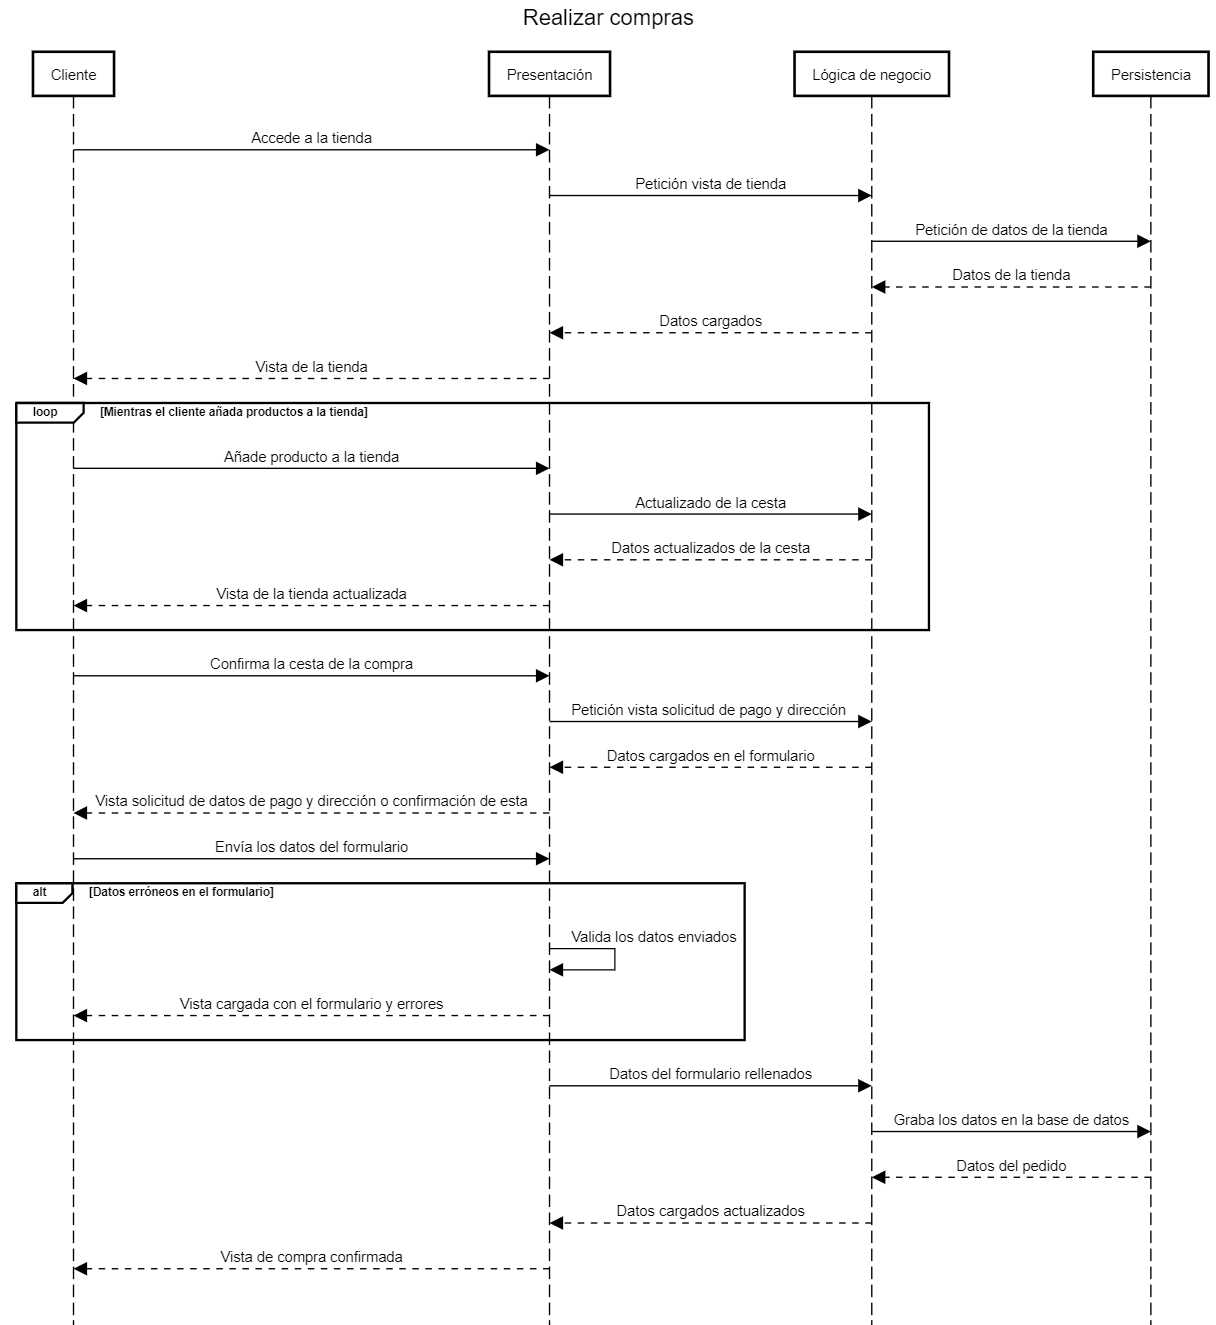 Realizar compras
Cliente
Presentación
Lógica de negocio
Persistencia
Accede a la tienda
Petición vista de tienda
Petición de datos de la tienda
Datos de la tienda
Datos cargados
Vista de la tienda
loop
[Mientras el cliente añada productos a la tienda]
Añade producto a la tienda
Actualizado de la cesta
Datos actualizados de la cesta
Vista de la tienda actualizada
Confirma la cesta de la compra
Petición vista solicitud de pago y dirección
Datos cargados en el formulario
Vista solicitud de datos de pago y dirección o confirmación de esta
Envía los datos del formulario
alt
[Datos erróneos en el formulario]
Valida los datos enviados
Vista cargada con el formulario y errores
Datos del formulario rellenados
Graba los datos en la base de datos
Datos del pedido
Datos cargados actualizados
Vista de compra confirmada